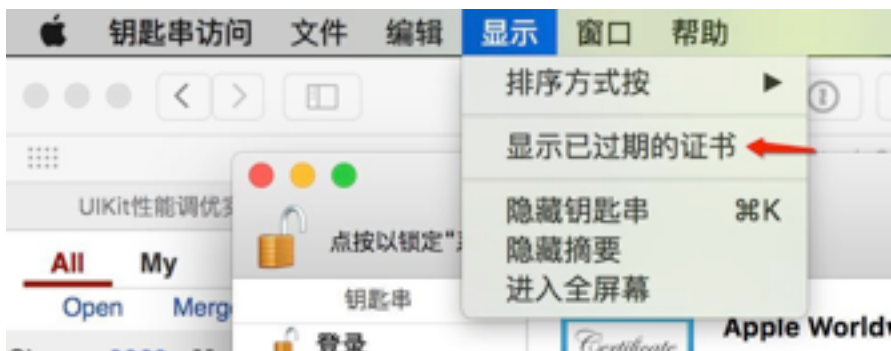 钥匙串访问 文件 编辑 显示 窗口 帮助
排序方式按
显示已过期的证书
隐藏钥匙串 ⌘K
隐藏摘要
进入全屏幕
UIKit性能调优
点按以锁定“
All My
Open Merg
钥匙串
登录
Certificate
Apple Worldw